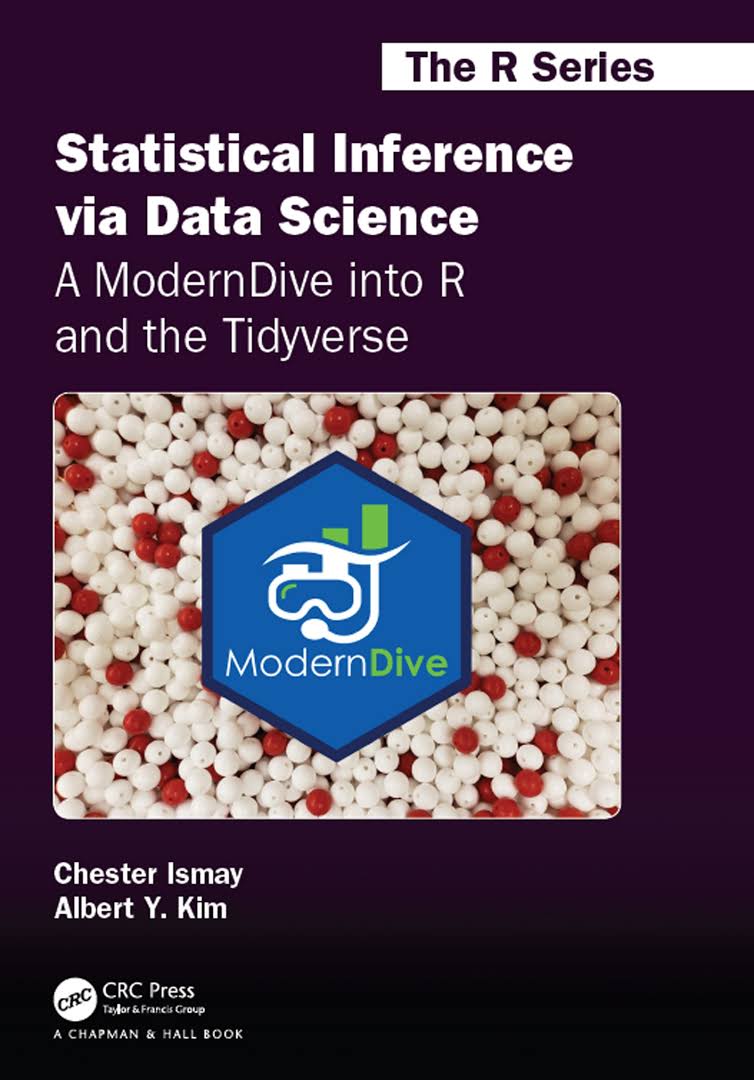 The R Series
Statistical Inference
via Data Science
A ModernDive into R
and the Tidyverse
ModernDive
Chester Ismay
Albert Y. Kim
CRC
CRC Press
Taylor & Francis Group
A CHAPMAN & HALL BOOK